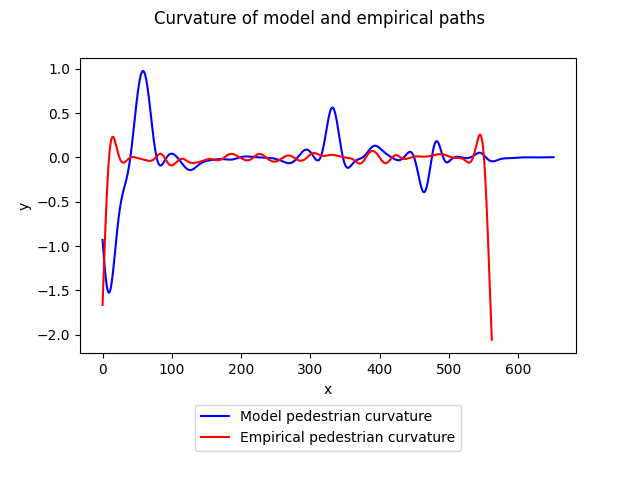 Curvature of model and empirical paths
1.0
0.5
0.0
−0.5
−1.0
−1.5
−2.0
y
0 100 200 300 400 500 600
x
Model pedestrian curvature
Empirical pedestrian curvature